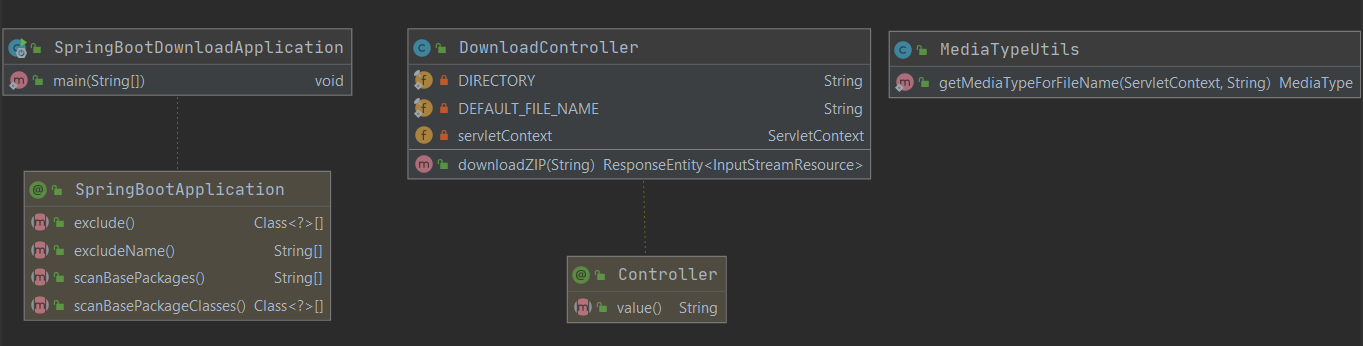 SpringBootDownloadApplication
main(String[]) void
SpringBootApplication
exclude() Class<?>[]
excludeName() String[]
scanBasePackages() String[]
scanBasePackageClasses() Class<?>[]
DownloadController
DIRECTORY String
DEFAULT_FILE_NAME String
servletContext ServletContext
downloadZIP(String) ResponseEntity<InputStreamResource>
Controller
value() String
MediaTypeUtils
getMediaTypeForFileName(ServletContext, String) MediaType